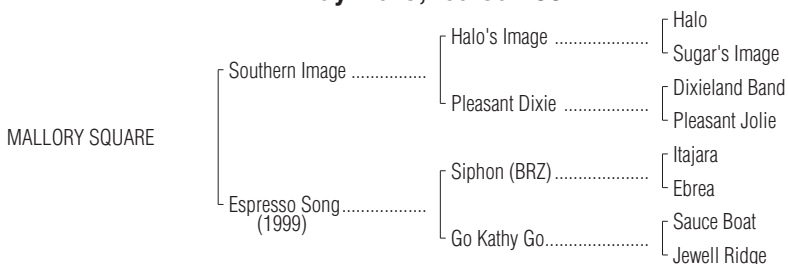 Halo
Halo's Image ...................
Sugar's Image
Southern Image ................
Dixieland Band
Pleasant Dixie ...................
Pleasant Jolie
MALLORY SQUARE
Itajara
Siphon (BRZ) .....................
Ebrea
Espresso Song ..................
(1999)
Sauce Boat
Go Kathy Go.......................
Jewell Ridge